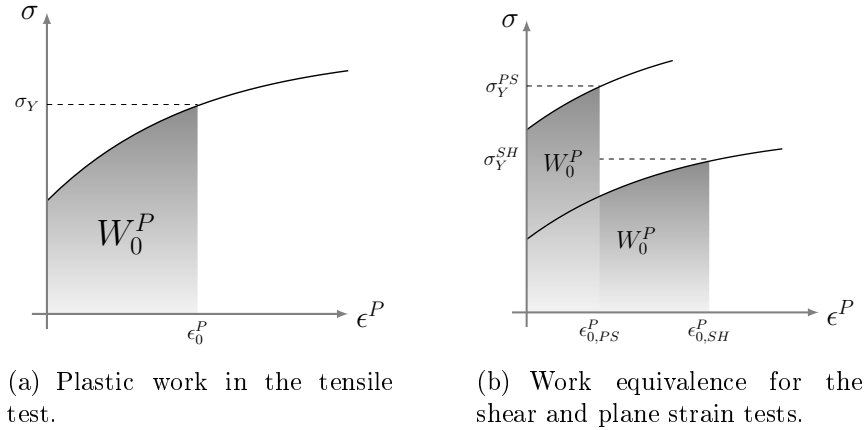 σ
σ_Y
W_0^P
ϵ_0^P
ϵ^P
(a) Plastic work in the tensile
test.
σ
σ_Y^{PS}
W_0^P
σ_Y^{SH}
W_0^P
ϵ_{0,PS}^P
ϵ_{0,SH}^P
ϵ^P
(b) Work equivalence for the
shear and plane strain tests.